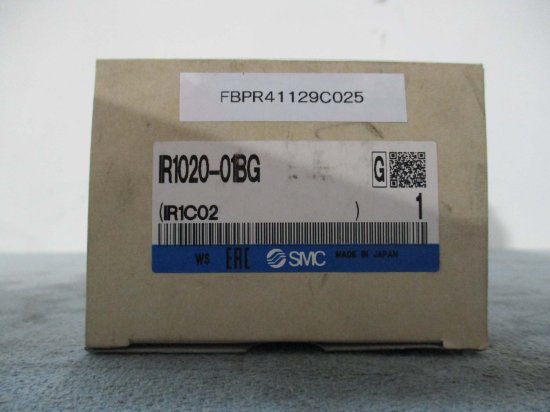 FBPR41129C025
IR1020-01BG
G
(IR1C02 ) 1
WS EAC SMC MADE IN JAPAN